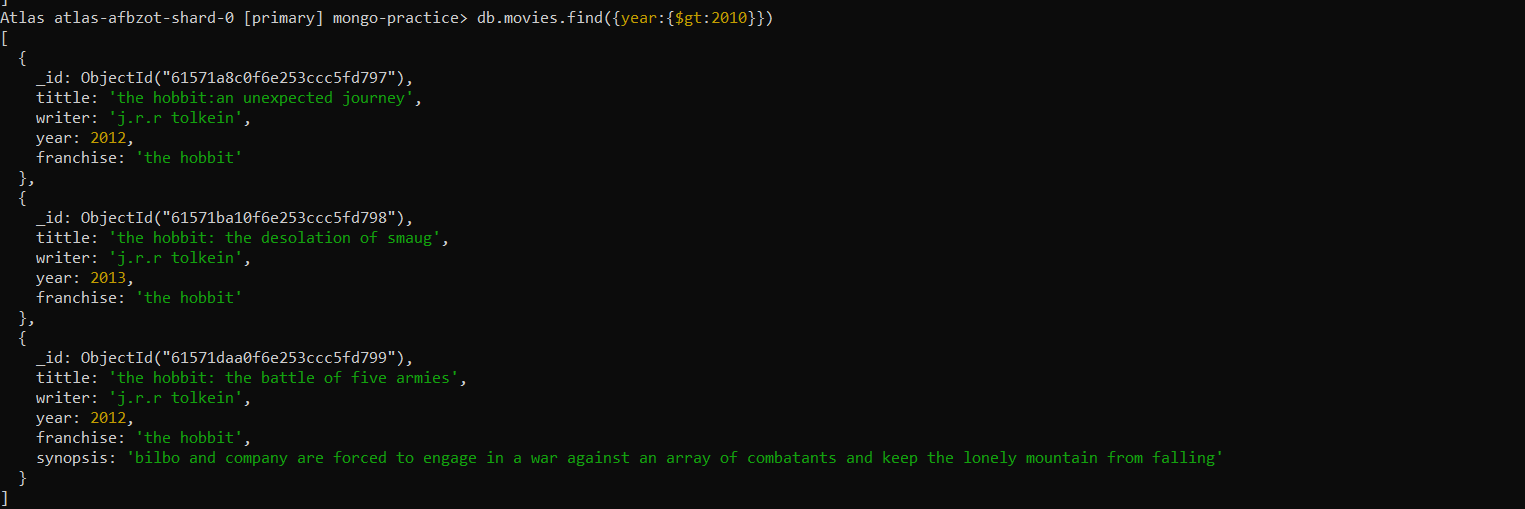 ]
Atlas atlas-afbzot-shard-0 [primary] mongo-practice> db.movies.find({year:{$gt:2010}})
[
  {
    _id: ObjectId("61571a8c0f6e253ccc5fd797"),
    tittle: 'the hobbit:an unexpected journey',
    writer: 'j.r.r tolkein',
    year: 2012,
    franchise: 'the hobbit'
  },
  {
    _id: ObjectId("61571ba10f6e253ccc5fd798"),
    tittle: 'the hobbit: the desolation of smaug',
    writer: 'j.r.r tolkein',
    year: 2013,
    franchise: 'the hobbit'
  },
  {
    _id: ObjectId("61571daa0f6e253ccc5fd799"),
    tittle: 'the hobbit: the battle of five armies',
    writer: 'j.r.r tolkein',
    year: 2012,
    franchise: 'the hobbit',
    synopsis: 'bilbo and company are forced to engage in a war against an array of combatants and keep the lonely mountain from falling'
  }
]